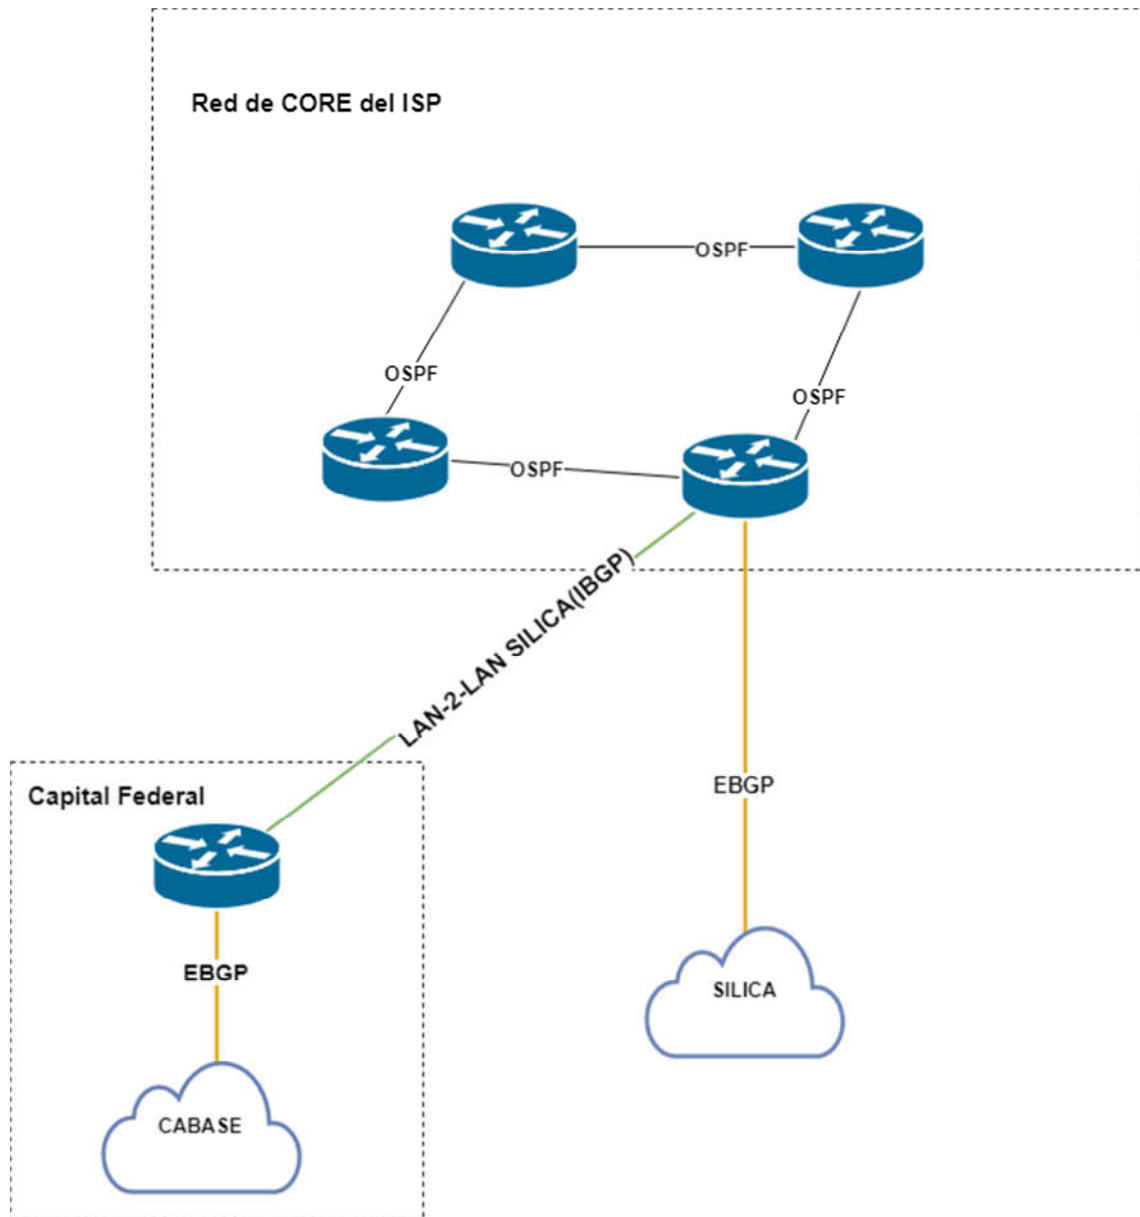 Red de CORE del ISP
OSPF
OSPF
OSPF
OSPF
LAN-2-LAN SILICA(IBGP)
EBGP
Capital Federal
EBGP
SILICA
CABASE